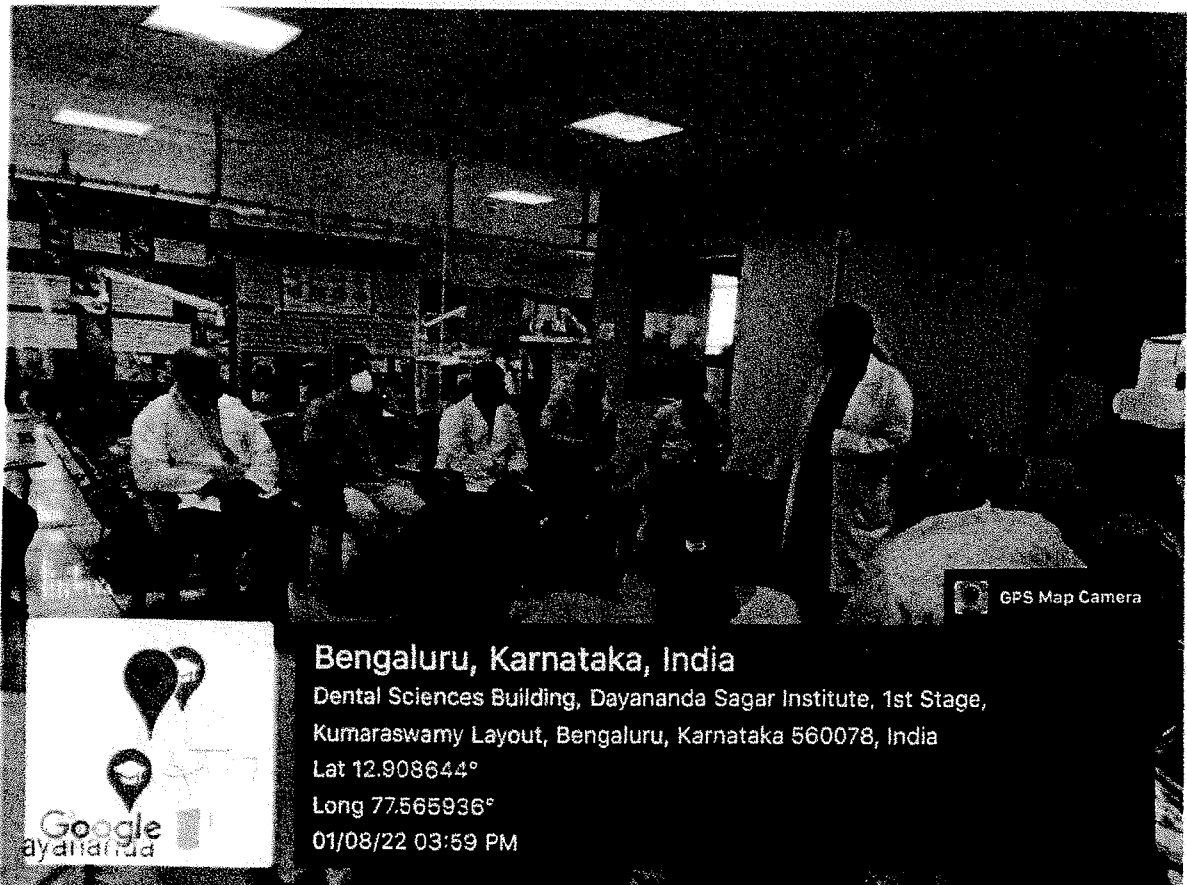 GPS Map Camera
Bengaluru, Karnataka, India
Dental Sciences Building, Dayananda Sagar Institute, 1st Stage,
Kumaraswamy Layout, Bengaluru, Karnataka 560078, India
Lat 12.908644°
Long 77.565936°
01/08/22 03:59 PM
Google
ayananda